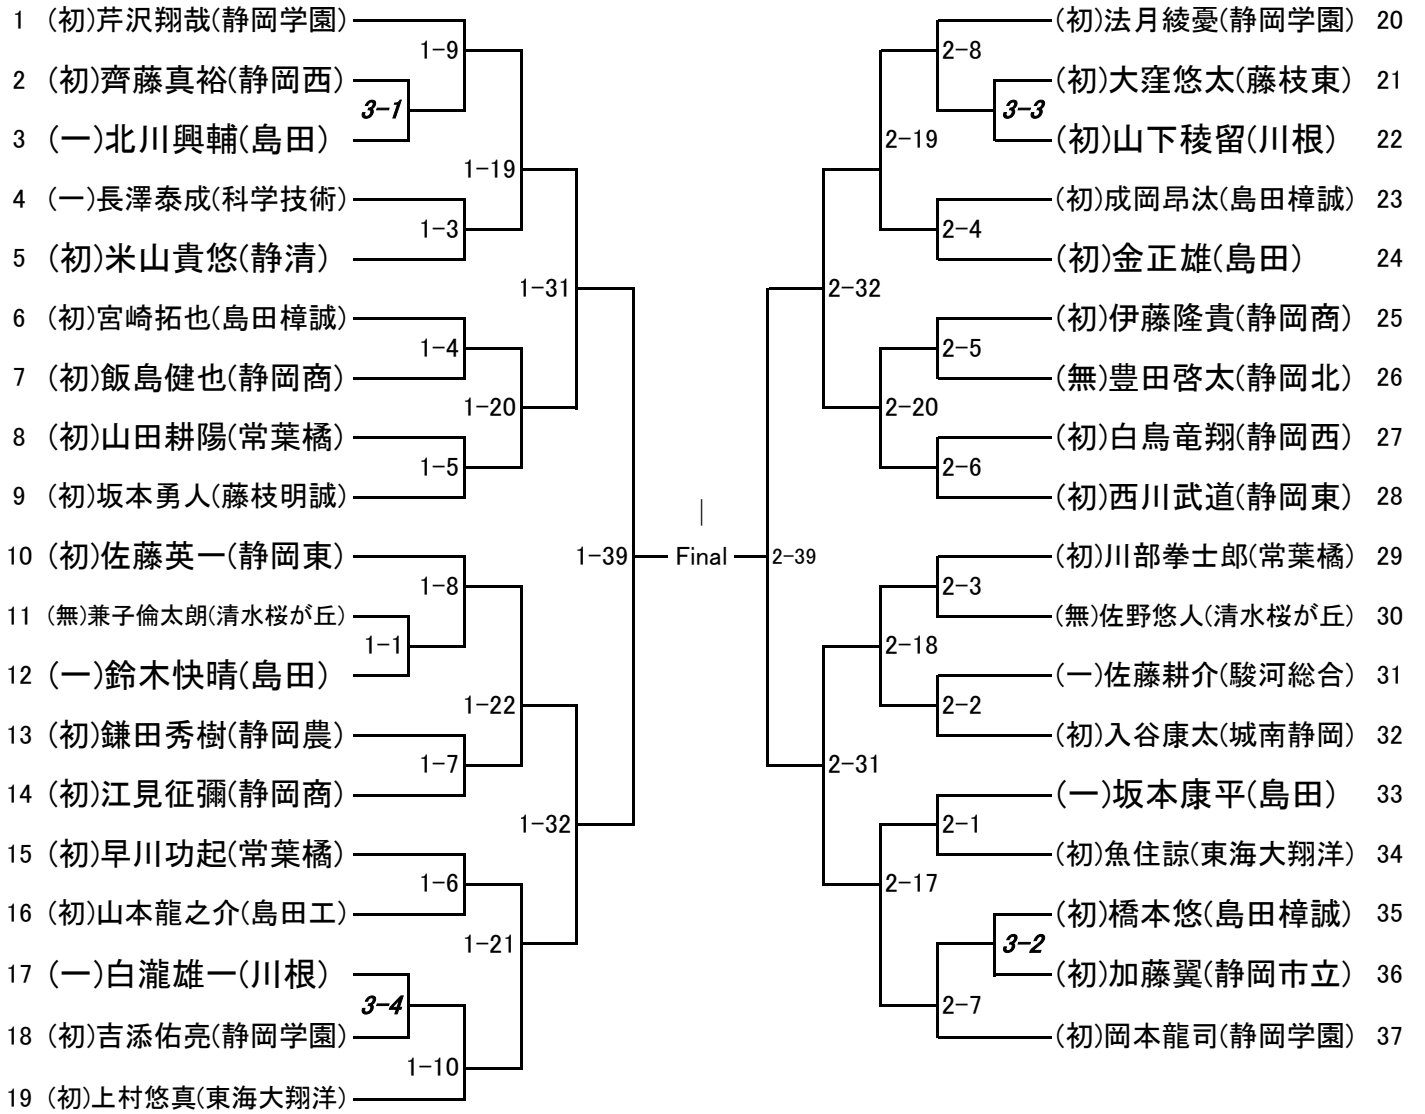 1 (初)芹沢翔哉(静岡学園)
2 (初)齊藤真裕(静岡西)
3 (一)北川興輔(島田)
4 (一)長澤泰成(科学技術)
5 (初)米山貴悠(静清)
6 (初)宮崎拓也(島田樟誠)
7 (初)飯島健也(静岡商)
8 (初)山田耕陽(常葉橘)
9 (初)坂本勇人(藤枝明誠)
10 (初)佐藤英一(静岡東)
11 (無)兼子倫太朗(清水桜が丘)
12 (一)鈴木快晴(島田)
13 (初)鎌田秀樹(静岡農)
14 (初)江見征彌(静岡商)
15 (初)早川功起(常葉橘)
16 (初)山本龍之介(島田工)
17 (一)白瀧雄一(川根)
18 (初)吉添佑亮(静岡学園)
19 (初)上村悠真(東海大翔洋)
1-9
3-1
1-19
1-3
1-31
1-4
1-20
1-5
1-39
1-8
1-1
1-22
1-7
1-32
1-6
1-21
3-4
1-10
Final
2-39
2-8
3-3
2-19
2-4
2-32
2-5
2-20
2-6
2-3
2-18
2-2
2-31
2-1
2-17
3-2
2-7
(初)法月綾憂(静岡学園) 20
(初)大窪悠太(藤枝東) 21
(初)山下稜留(川根) 22
(初)成岡昂汰(島田樟誠) 23
(初)金正雄(島田) 24
(初)伊藤隆貴(静岡商) 25
(無)豊田啓太(静岡北) 26
(初)白鳥竜翔(静岡西) 27
(初)西川武道(静岡東) 28
(初)川部拳士郎(常葉橘) 29
(無)佐野悠人(清水桜が丘) 30
(一)佐藤耕介(駿河総合) 31
(初)入谷康太(城南静岡) 32
(一)坂本康平(島田) 33
(初)魚住諒(東海大翔洋) 34
(初)橋本悠(島田樟誠) 35
(初)加藤翼(静岡市立) 36
(初)岡本龍司(静岡学園) 37